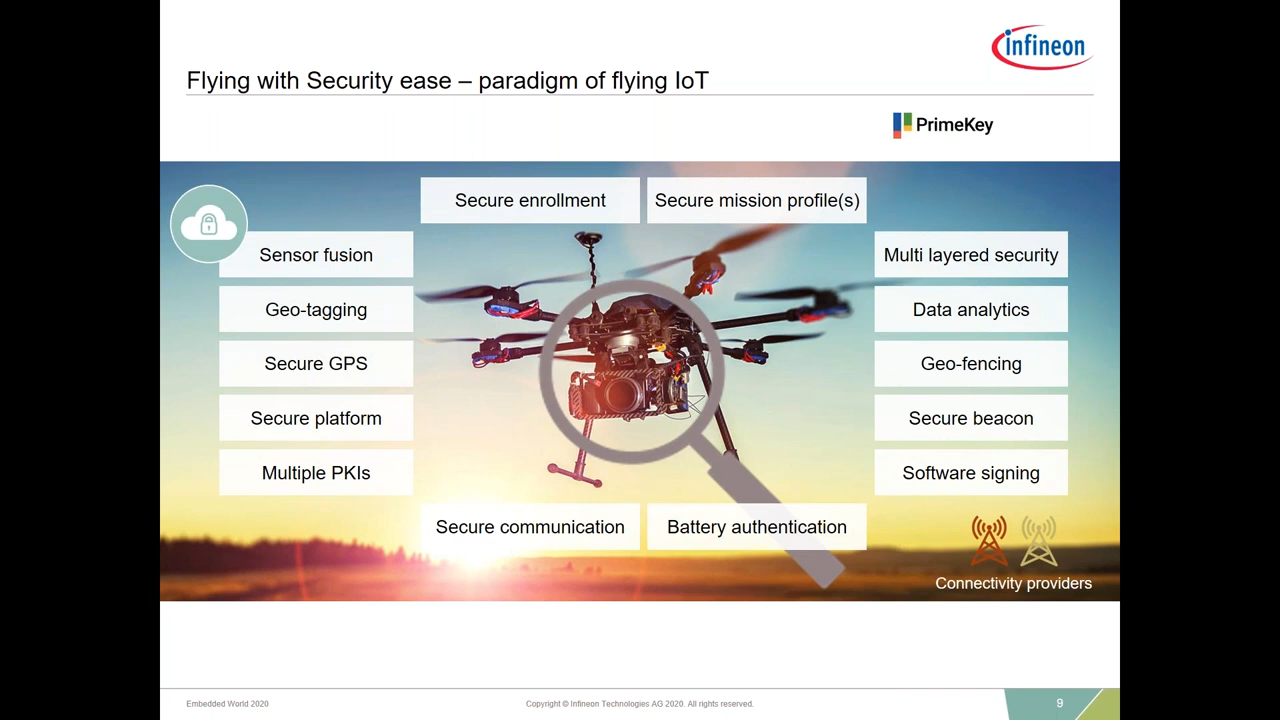 infineon
Flying with Security ease – paradigm of flying IoT
PrimeKey
Secure enrollment
Secure mission profile(s)
Sensor fusion
Geo-tagging
Secure GPS
Secure platform
Multiple PKIs
Multi layered security
Data analytics
Geo-fencing
Secure beacon
Software signing
Secure communication
Battery authentication
Connectivity providers
Embedded World 2020
Copyright © Infineon Technologies AG 2020. All rights reserved.
9